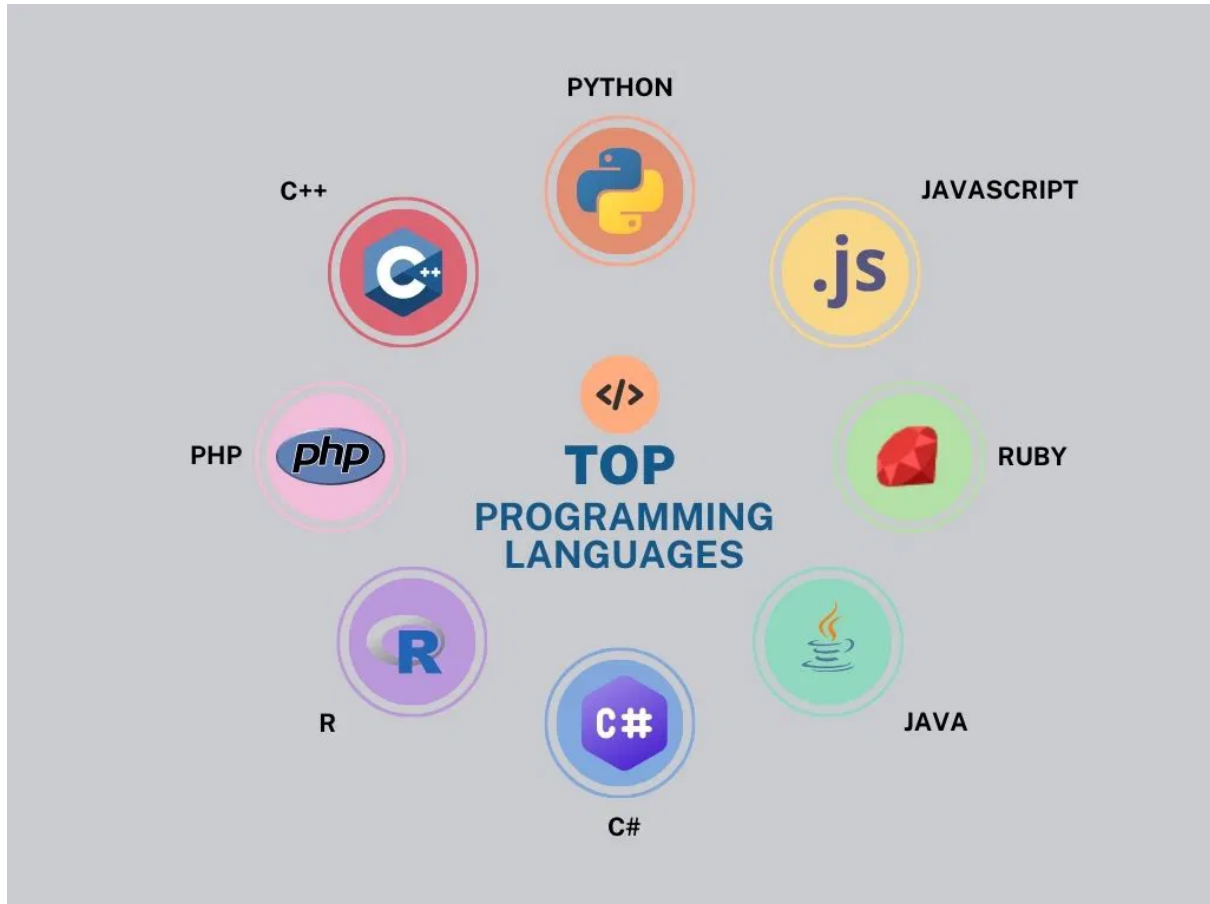 PYTHON
C++
JAVASCRIPT
C++
.js
</>
PHP
php
TOP
RUBY
PROGRAMMING
LANGUAGES
R
R
JAVA
C#
C#